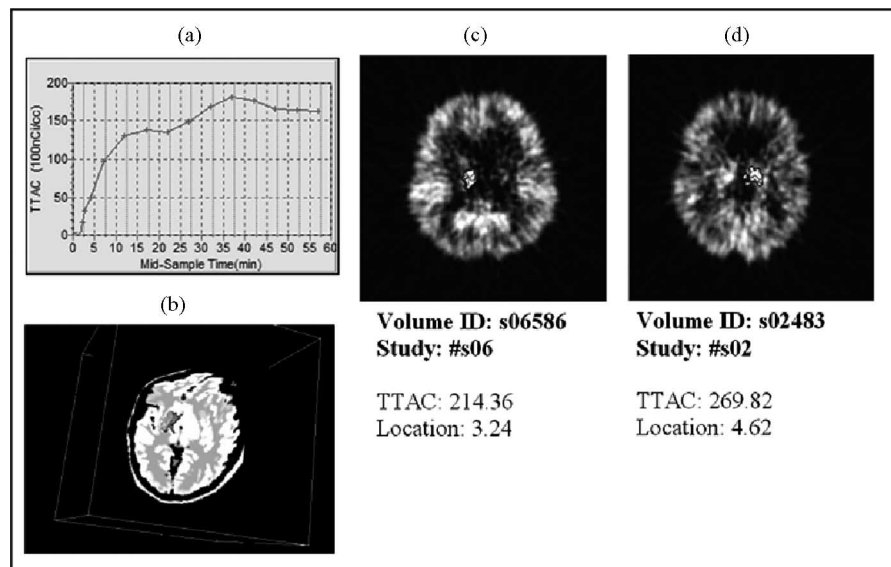 (a)
200
150
100
50
0
TTAC (100nCi/cc)
0 5 10 15 20 25 30 35 40 45 50 55 60
Mid-Sample Time(min)
(b)
(c)
Volume ID: s06586
Study: #s06
TTAC: 214.36
Location: 3.24
(d)
Volume ID: s02483
Study: #s02
TTAC: 269.82
Location: 4.62